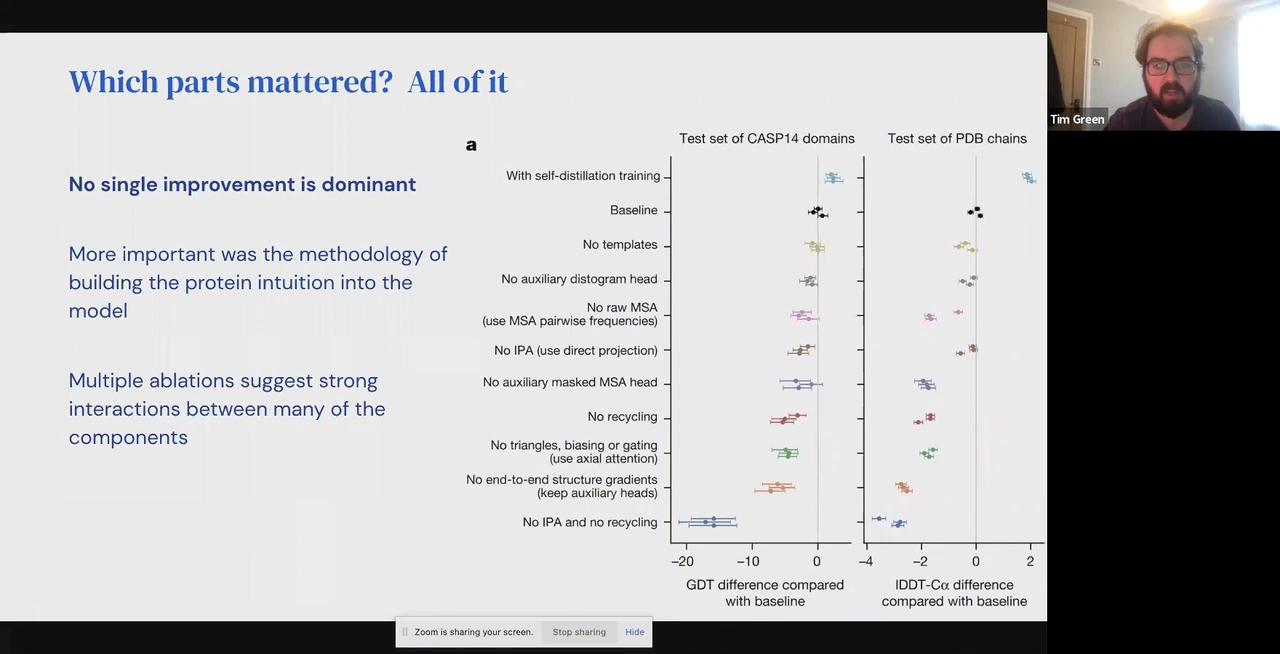 Which parts mattered? All of it
No single improvement is dominant
More important was the methodology of
building the protein intuition into the
model
Multiple ablations suggest strong
interactions between many of the
components
a
Test set of CASP14 domains
Test set of PDB chains
With self-distillation training
Baseline
No templates
No auxiliary distogram head
No raw MSA
(use MSA pairwise frequencies)
No IPA (use direct projection)
No auxiliary masked MSA head
No recycling
No triangles, biasing or gating
(use axial attention)
No end-to-end structure gradients
(keep auxiliary heads)
No IPA and no recycling
−20 −10 0
−4 −2 0 2
GDT difference compared
with baseline
lDDT-Cα difference
compared with baseline
Tim Green
Zoom is sharing your screen. Stop sharing Hide